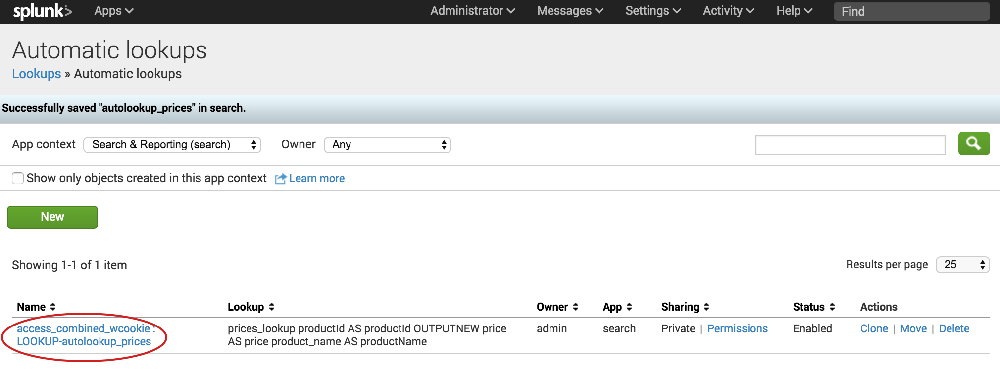 splunk> Apps Administrator Messages Settings Activity Help Find
Automatic lookups
Lookups » Automatic lookups
Successfully saved "autolookup_prices" in search.
App context Search & Reporting (search) Owner Any
Show only objects created in this app context Learn more
New
Showing 1-1 of 1 item Results per page 25
Name Lookup Owner App Sharing Status Actions
access_combined_wcookie : prices_lookup productId AS productId OUTPUTNEW price admin search Private | Permissions Enabled Clone | Move | Delete
LOOKUP-autolookup_prices AS price product_name AS productName